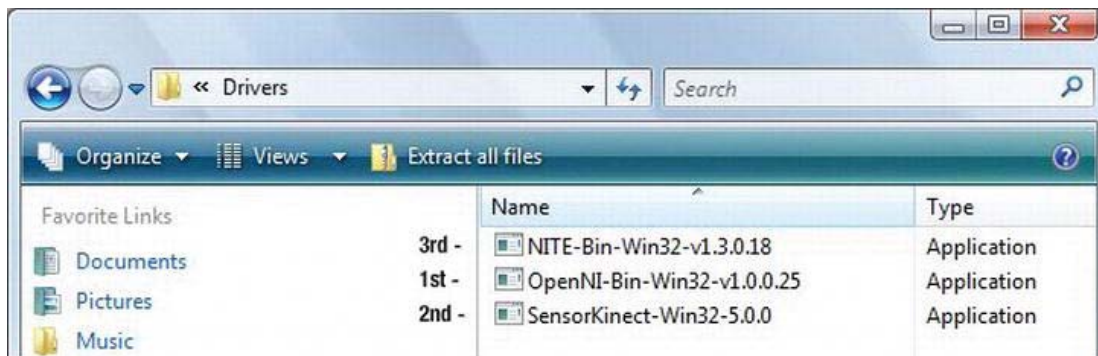 « Drivers
Search
Organize
Views
Extract all files
?
Favorite Links
Documents
Pictures
Music
Name Type
3rd - NITE-Bin-Win32-v1.3.0.18 Application
1st - OpenNI-Bin-Win32-v1.0.0.25 Application
2nd - SensorKinect-Win32-5.0.0 Application